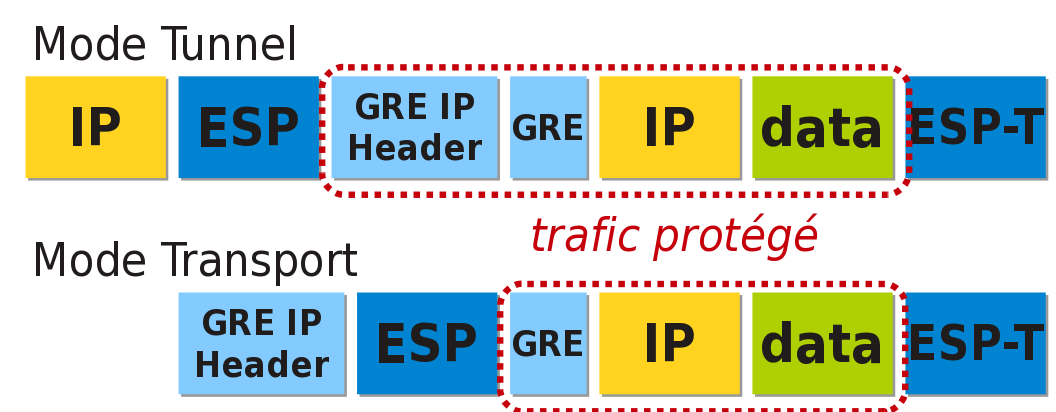 Mode Tunnel
IP ESP GRE IP Header GRE IP data ESP-T
trafic protégé
Mode Transport
GRE IP Header ESP GRE IP data ESP-T